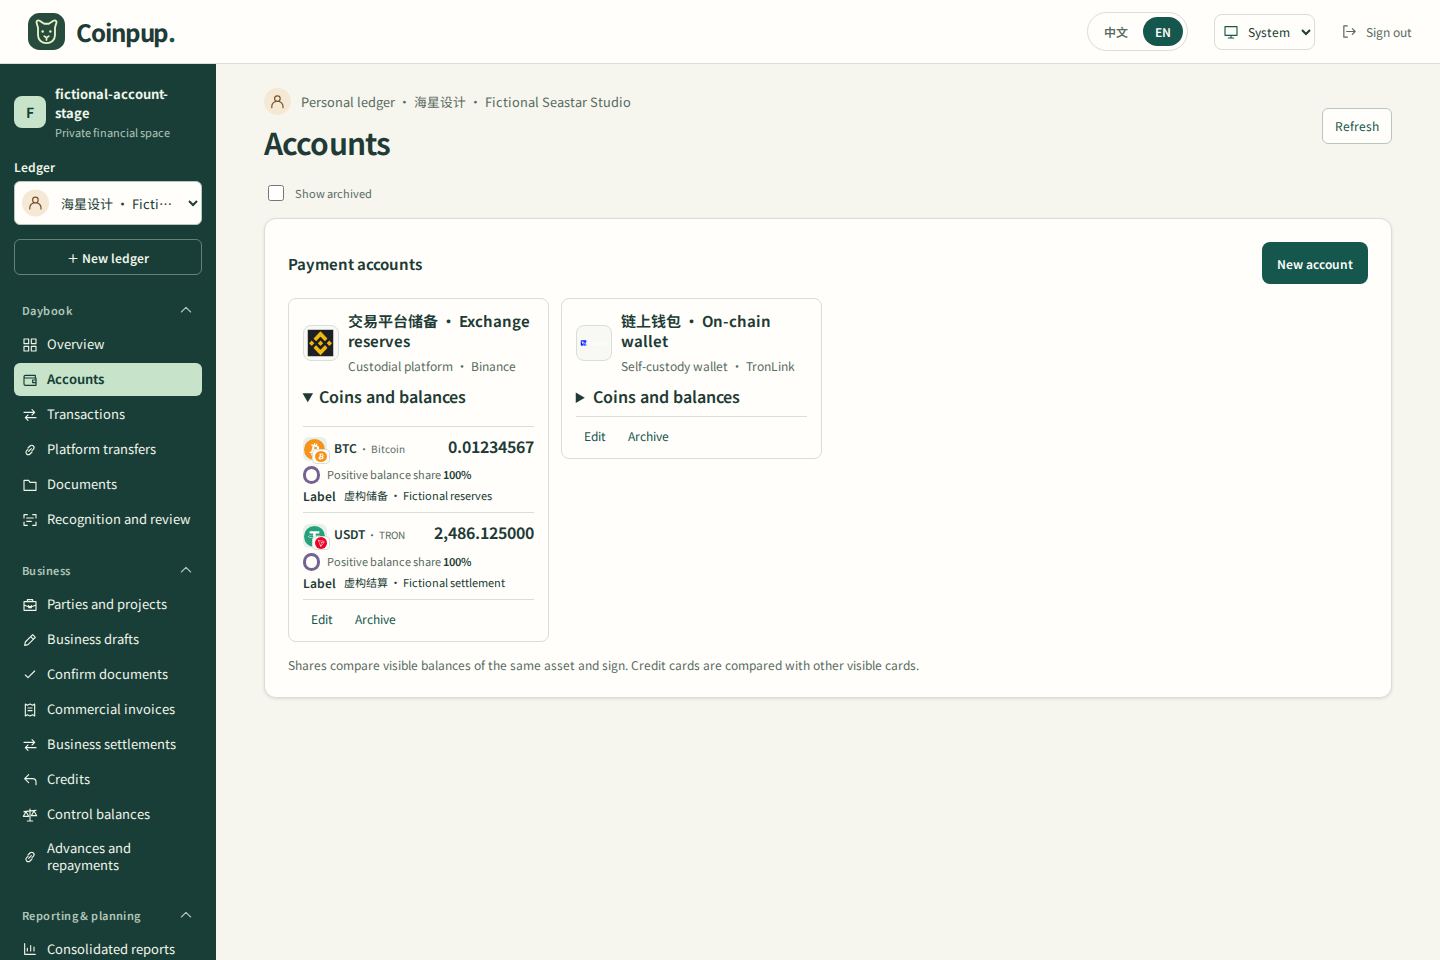 Coinpup.
中文
EN
System
Sign out
fictional-account-
stage
Private financial space
Ledger
海星设计 · Ficti···
+ New ledger
Daybook
Overview
Accounts
Transactions
Platform transfers
Documents
Recognition and review
Business
Parties and projects
Business drafts
Confirm documents
Commercial invoices
Business settlements
Credits
Control balances
Advances and
repayments
Reporting & planning
Consolidated reports
Personal ledger · 海星设计 · Fictional Seastar Studio
Accounts
Refresh
Show archived
Payment accounts
New account
交易平台储备 · Exchange
reserves
Custodial platform · Binance
Coins and balances
BTC · Bitcoin 0.01234567
Positive balance share 100%
Label 虚构储备 · Fictional reserves
USDT · TRON 2,486.125000
Positive balance share 100%
Label 虚构结算 · Fictional settlement
Edit Archive
链上钱包 · On-chain
wallet
Self-custody wallet · TronLink
Coins and balances
Edit Archive
Shares compare visible balances of the same asset and sign. Credit cards are compared with other visible cards.